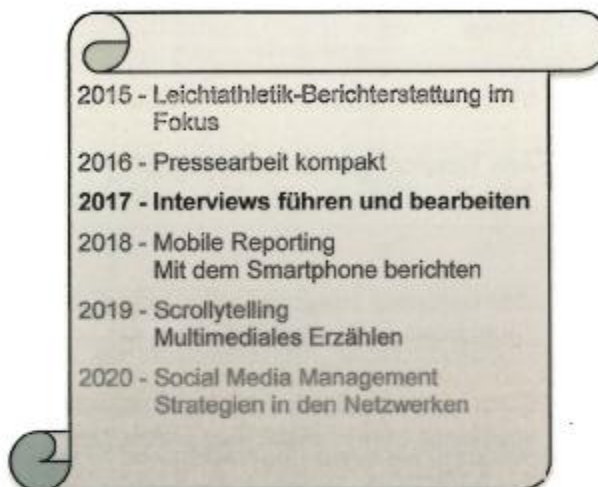 2015 - Leichtathletik-Berichterstattung im
Fokus
2016 - Pressearbeit kompakt
2017 - Interviews führen und bearbeiten
2018 - Mobile Reporting
Mit dem Smartphone berichten
2019 - Scrollytelling
Multimediales Erzählen
2020 - Social Media Management
Strategien in den Netzwerken